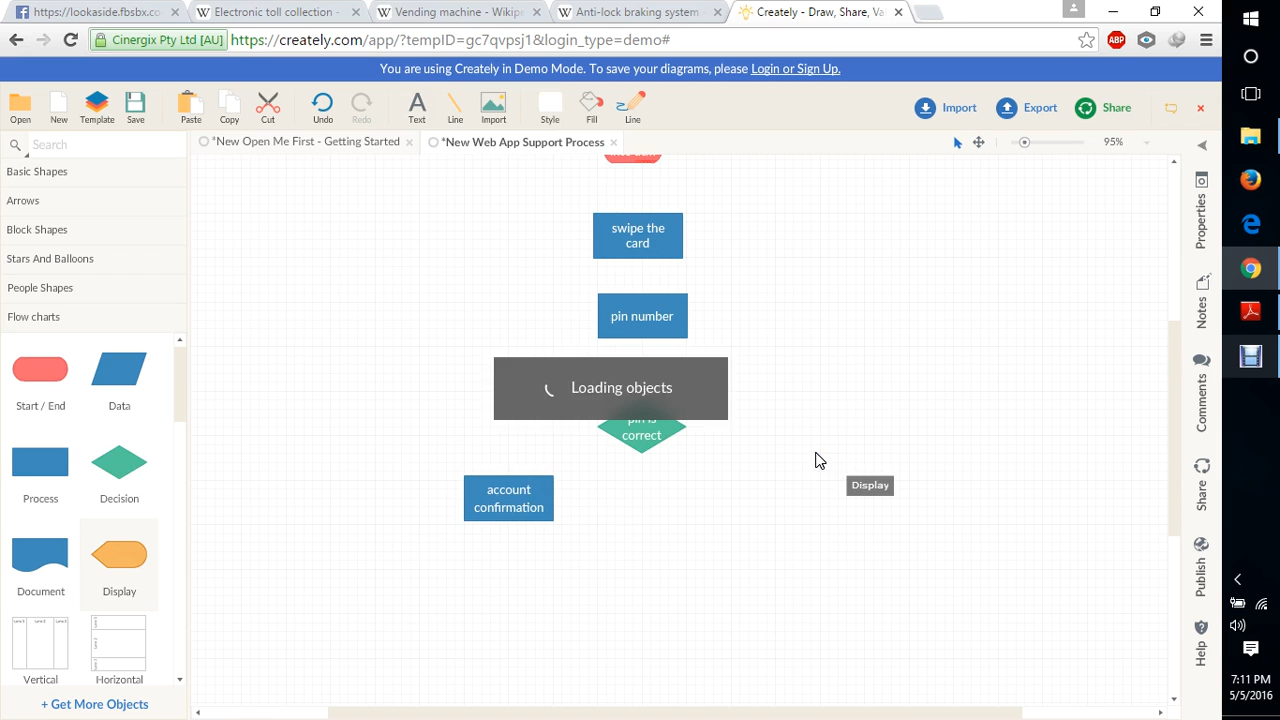 https://lookaside.fbsbx.c
Electronic toll collection -
Vending machine - Wikip
Anti-lock braking system
Creately - Draw, Share, Va
Cinergix Pty Ltd [AU]
https://creately.com/app/?tempID=gc7qvpsj1&login_type=demo#
ABP
You are using Creately in Demo Mode. To save your diagrams, please Login or Sign Up.
Open
New
Template
Save
Paste
Copy
Cut
Undo
Redo
Text
Line
Import
Style
Fill
Line
Import
Export
Share
*New Open Me First - Getting Started
*New Web App Support Process
95%
Search
Basic Shapes
Arrows
Block Shapes
Stars And Balloons
People Shapes
Flow charts
Start / End
Data
Process
Decision
Document
Display
Vertical
Horizontal
+ Get More Objects
swipe the
card
pin number
Loading objects
pin is
correct
account
confirmation
Display
Properties
Notes
Comments
Share
Publish
Help
7:11 PM
5/5/2016